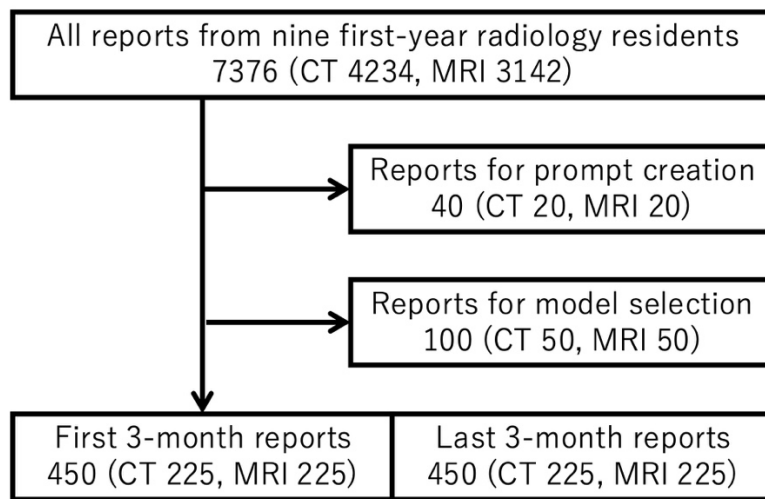 All reports from nine first-year radiology residents
7376 (CT 4234, MRI 3142)
Reports for prompt creation
40 (CT 20, MRI 20)
Reports for model selection
100 (CT 50, MRI 50)
First 3-month reports
450 (CT 225, MRI 225)
Last 3-month reports
450 (CT 225, MRI 225)